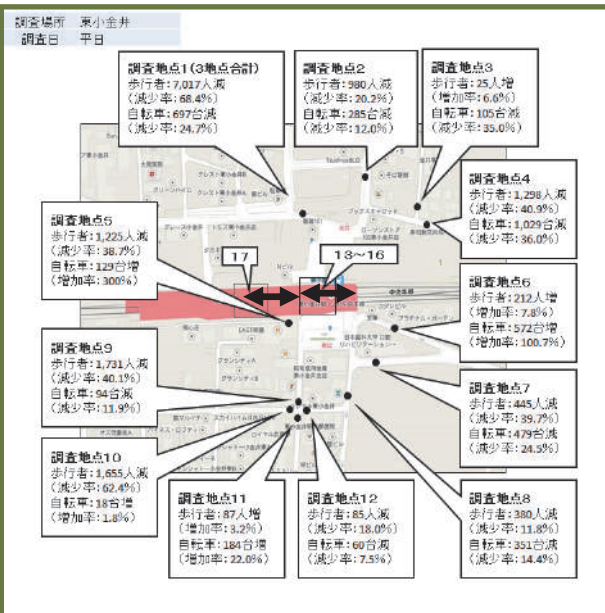 調査場所 東小金井
調査日 平日
調査地点1(3地点合計)
歩行者:7,017人減
(減少率:68.4%)
自転車:697台減
(減少率:24.7%)
調査地点2
歩行者:980人減
(減少率:20.2%)
自転車:285台減
(減少率:12.0%)
調査地点3
歩行者:25人増
(増加率:6.6%)
自転車:105台減
(減少率:35.0%)
調査地点4
歩行者:1,298人減
(減少率:40.9%)
自転車:1,029台減
(減少率:36.0%)
調査地点5
歩行者:1,225人減
(減少率:38.7%)
自転車:129台増
(増加率:300%)
17
13~16
調査地点6
歩行者:212人増
(増加率:7.8%)
自転車:572台増
(増加率:100.7%)
調査地点9
歩行者:1,731人減
(減少率:40.1%)
自転車:94台減
(減少率:11.9%)
調査地点7
歩行者:445人減
(減少率:39.7%)
自転車:479台減
(減少率:24.5%)
調査地点10
歩行者:1,655人減
(減少率:62.4%)
自転車:18台増
(増加率:1.8%)
調査地点11
歩行者:87人増
(増加率:3.2%)
自転車:184台増
(増加率:22.0%)
調査地点12
歩行者:85人減
(減少率:18.0%)
自転車:60台減
(減少率:7.5%)
調査地点8
歩行者:380人減
(減少率:11.8%)
自転車:351台減
(減少率:14.4%)
中央本線
グランシティA
グランシティB